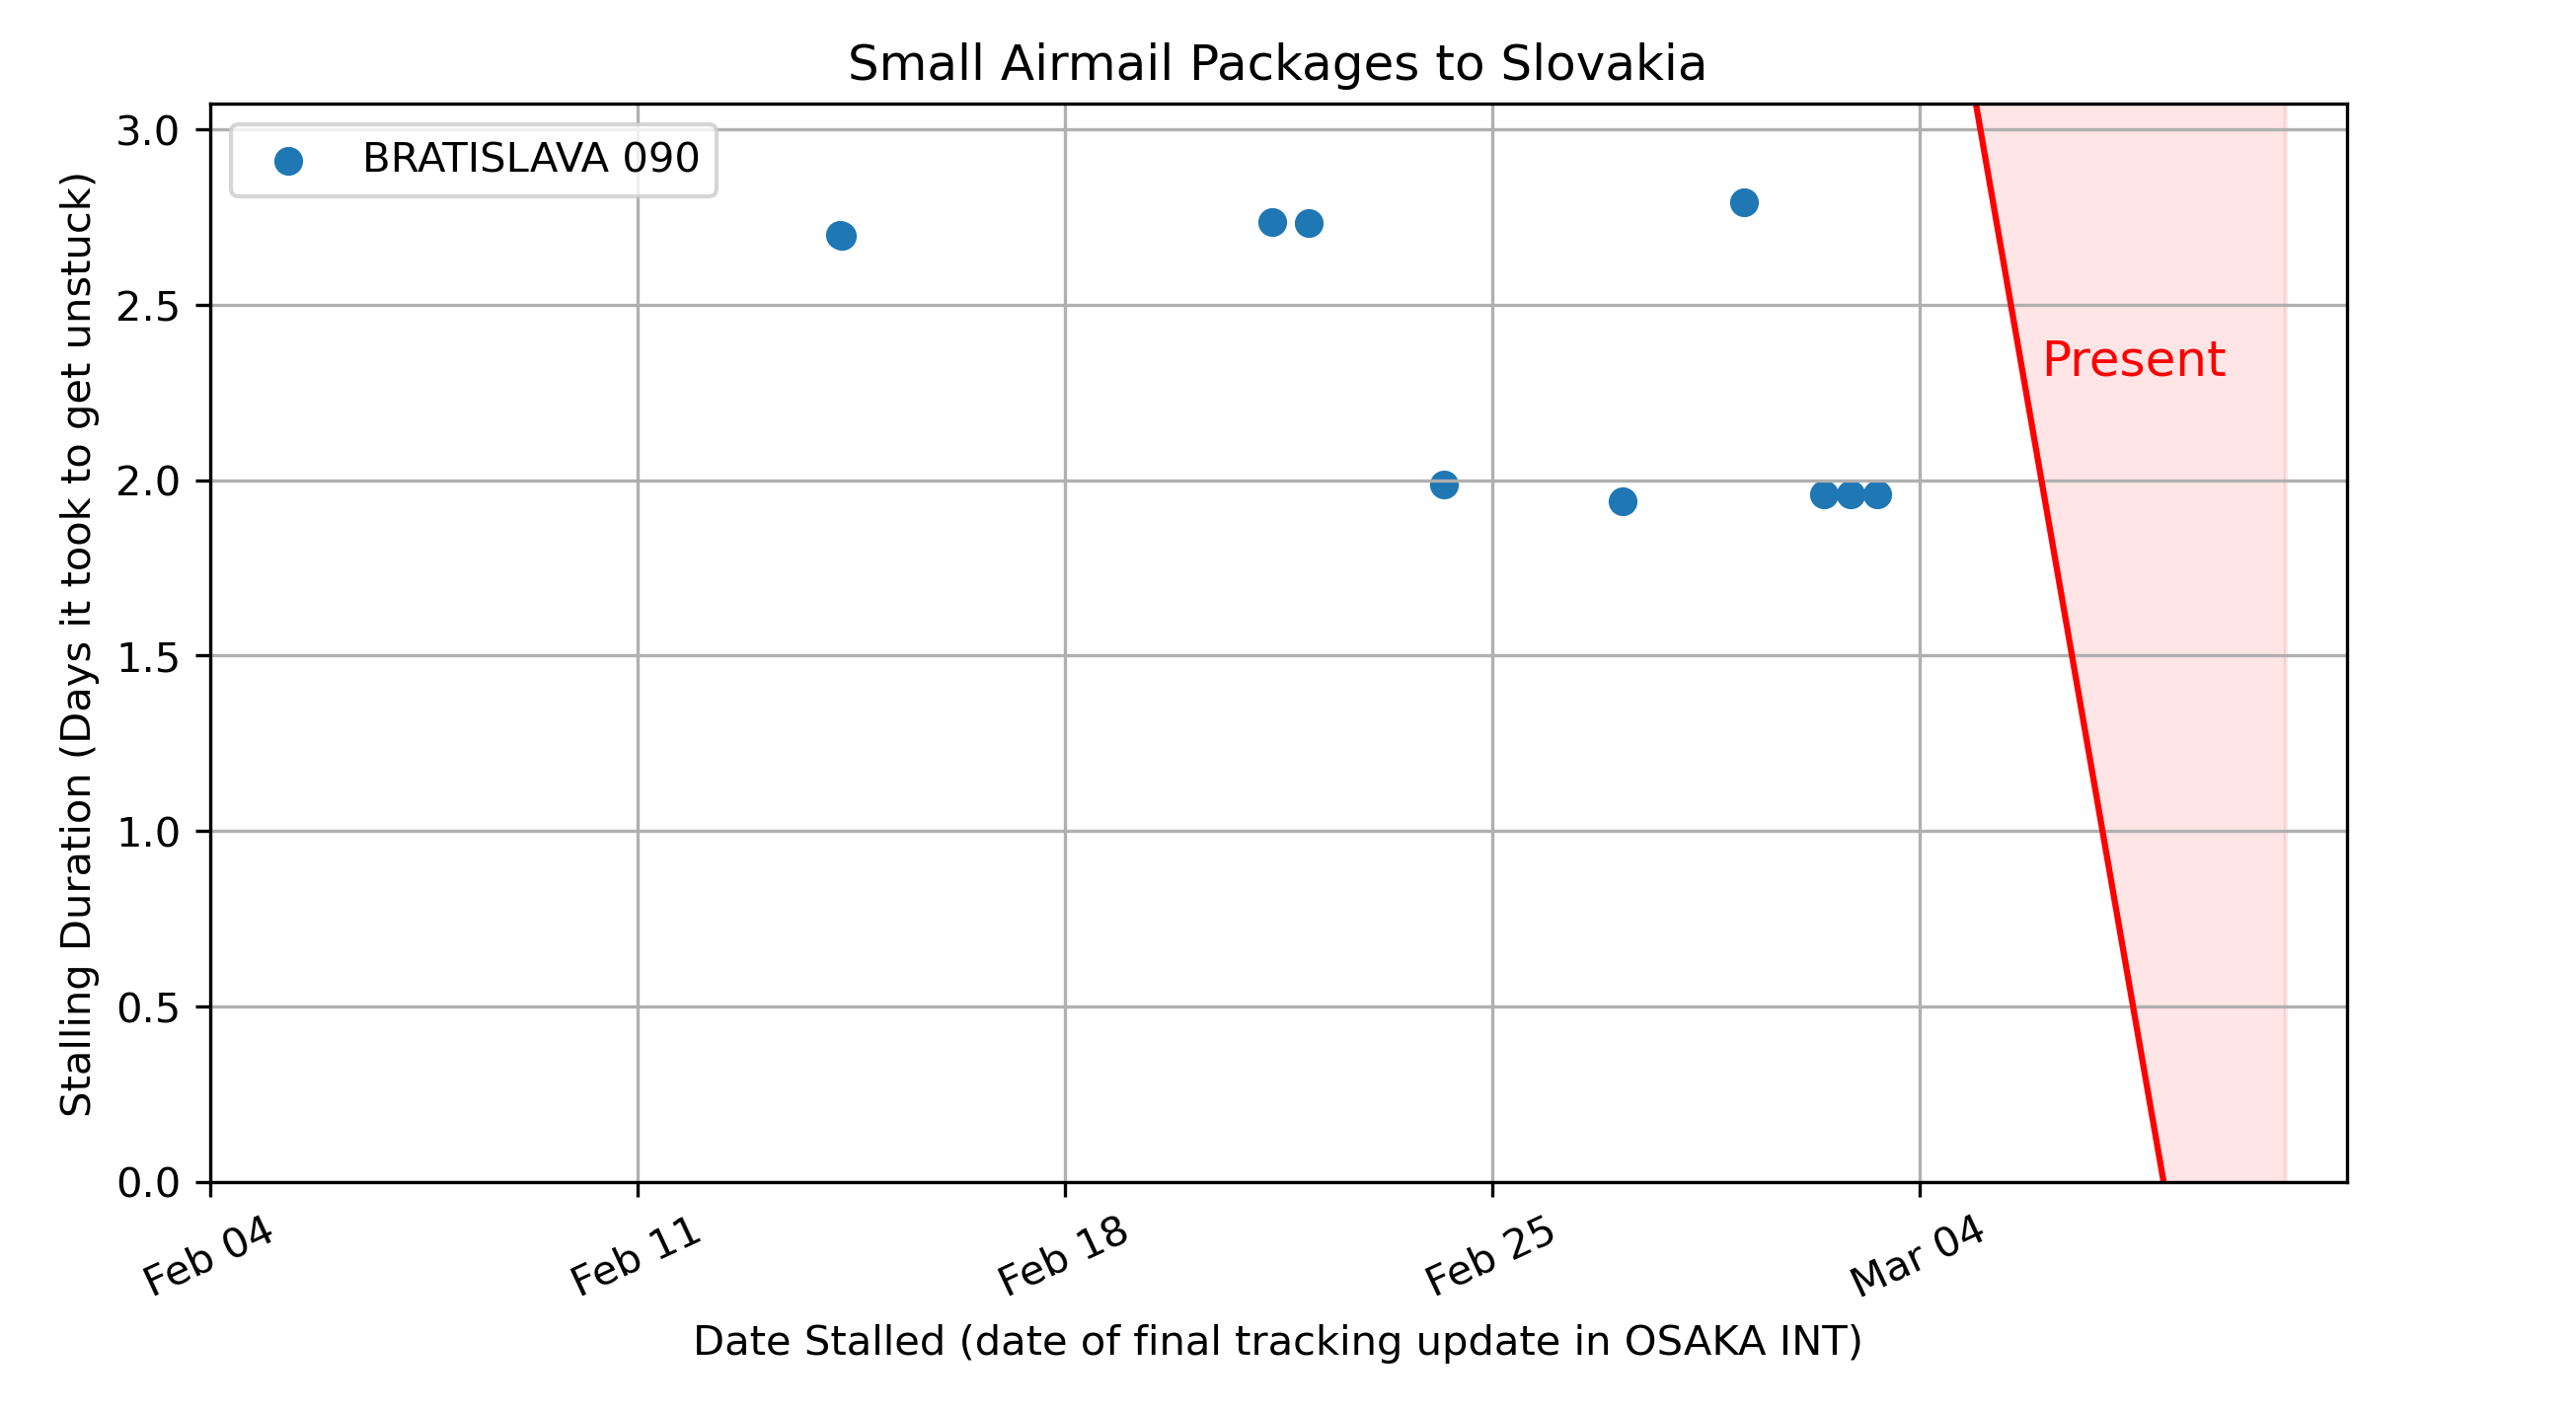 Small Airmail Packages to Slovakia
BRATISLAVA 090
Present
Stalling Duration (Days it took to get unstuck)
3.0
2.5
2.0
1.5
1.0
0.5
0.0
Feb 04
Feb 11
Feb 18
Feb 25
Mar 04
Date Stalled (date of final tracking update in OSAKA INT)